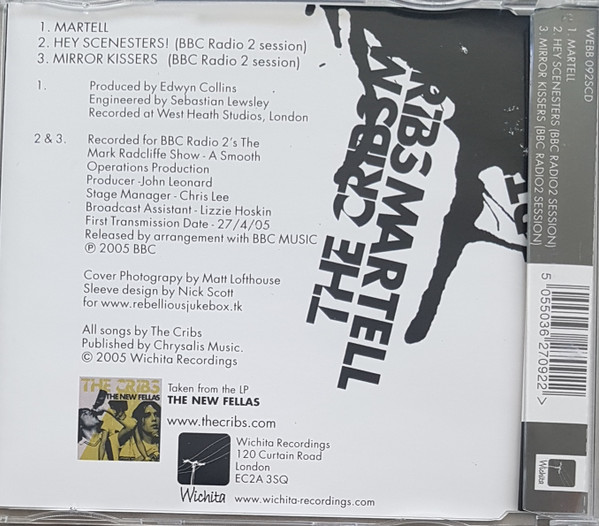 1. MARTELL
2. HEY SCENESTERS! (BBC Radio 2 session)
3. MIRROR KISSERS (BBC Radio 2 session)
1. Produced by Edwyn Collins
Engineered by Sebastian Lewsley
Recorded at West Heath Studios, London
2 & 3. Recorded for BBC Radio 2's The
Mark Radcliffe Show - A Smooth
Operations Production
Producer -John Leonard
Stage Manager - Chris Lee
Broadcast Assistant - Lizzie Hoskin
First Transmission Date - 27/4/05
Released by arrangement with BBC MUSIC
℗ 2005 BBC
Cover Photograpy by Matt Lofthouse
Sleeve design by Nick Scott
for www.rebelliousjukebox.tk
All songs by The Cribs
Published by Chrysalis Music.
© 2005 Wichita Recordings
THE CRIBS
THE NEW FELLAS
Taken from the LP
THE NEW FELLAS
www.thecribs.com
Wichita Recordings
120 Curtain Road
London
EC2A 3SQ
Wichita
www.wichita-recordings.com
THE CRIBS MARTELL
WEBB 092SCD
1. MARTELL
2. HEY SCENESTERS (BBC RADIO2 SESSION)
3. MIRROR KISSERS (BBC RADIO2 SESSION)
5 055036 270922 >
Wichita